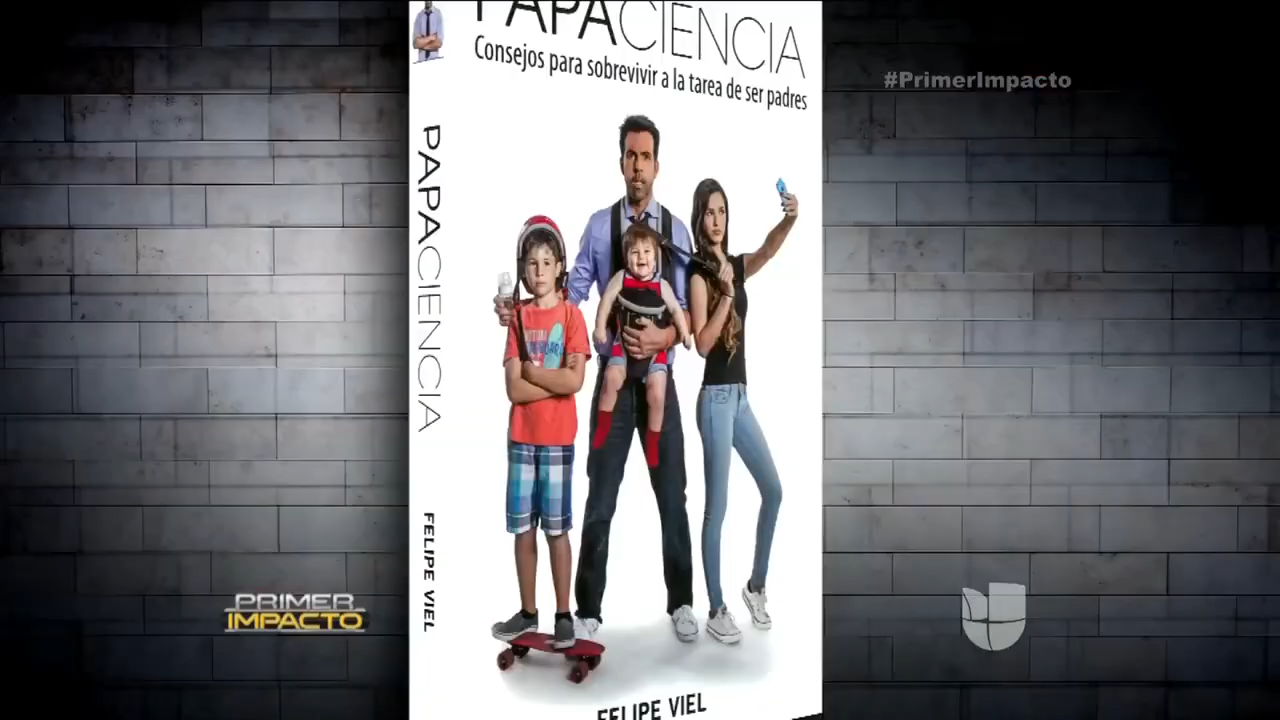 PAPACIENCIA
Consejos para sobrevivir a la tarea de ser padres
#PrimerImpacto
PAPACIENCIA
FELIPE VIEL
PRIMER
IMPACTO
FELIPE VIEL